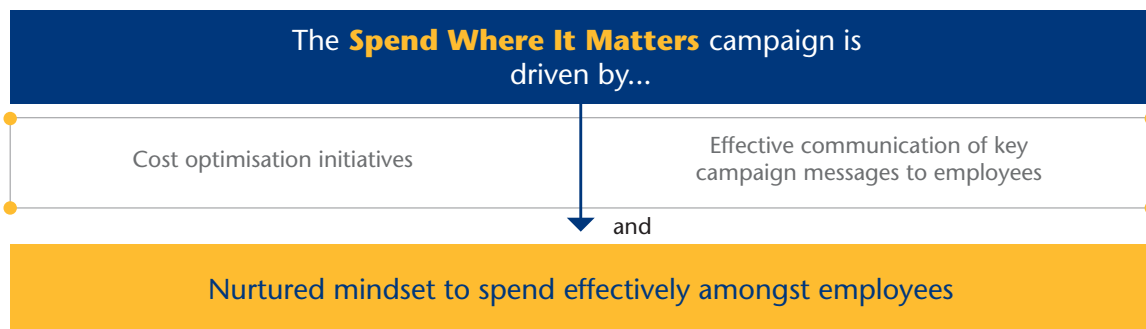 The Spend Where It Matters campaign is
driven by...
Cost optimisation initiatives
Effective communication of key
campaign messages to employees
and
Nurtured mindset to spend effectively amongst employees